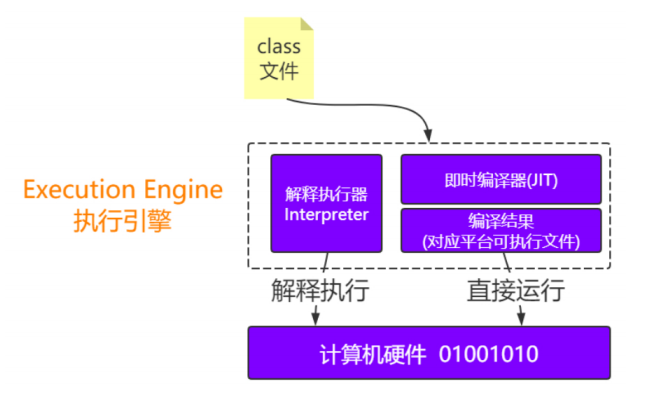 class
文件
Execution Engine
执行引擎
解释执行器
Interpreter
即时编译器(JIT)
编译结果
(对应平台可执行文件)
解释执行
直接运行
计算机硬件 01001010